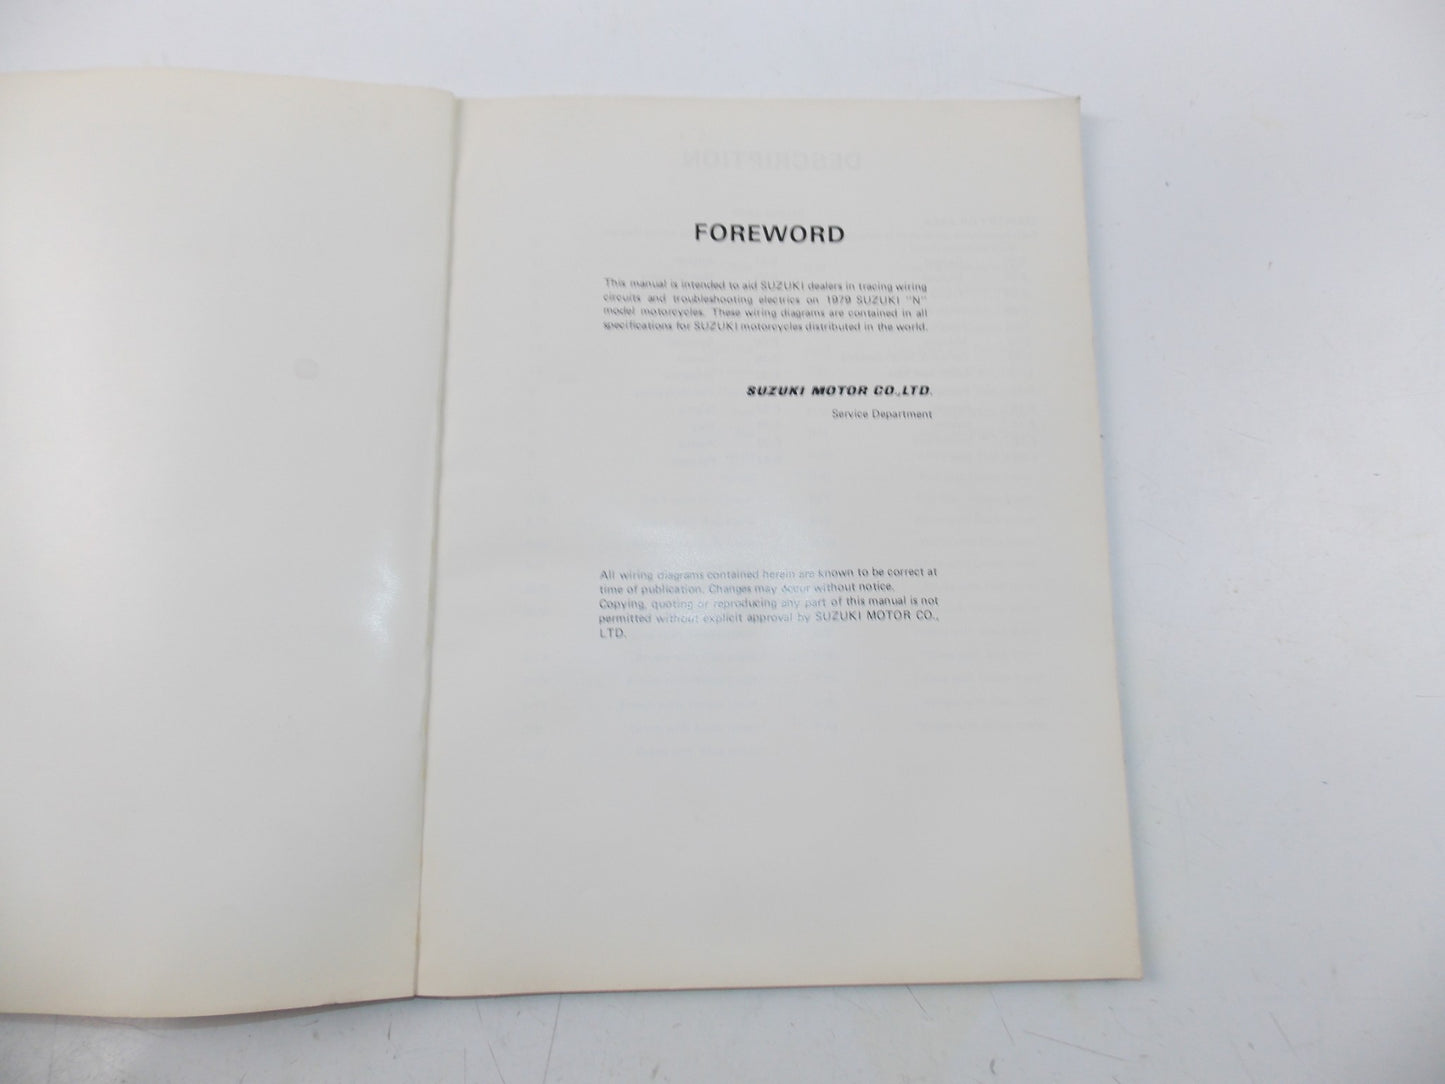 FOREWORD
This manual is intended to aid SUZUKI dealers in tracing wiring
circuits and troubleshooting electrics on 1979 SUZUKI "N"
model motorcycles. These wiring diagrams are contained in all
specifications for SUZUKI motorcycles distributed in the world.
SUZUKI MOTOR CO.,LTD.
Service Department
All wiring diagrams contained herein are known to be correct at
time of publication. Changes may occur without notice.
Copying, quoting or reproducing any part of this manual is not
permitted without explicit approval by SUZUKI MOTOR CO.,
LTD.